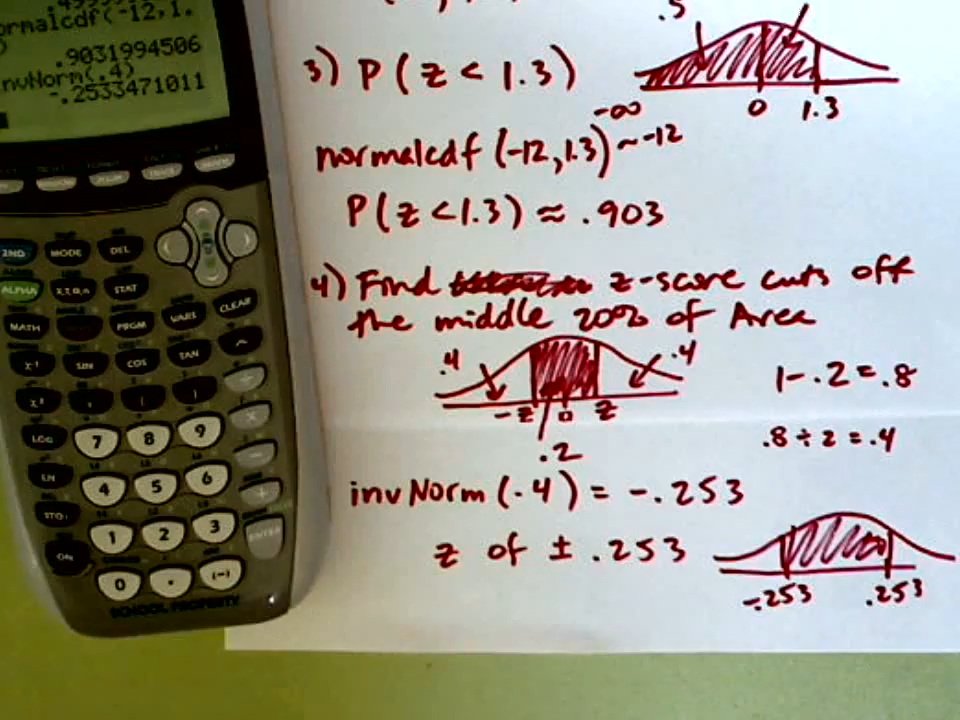 ormalcdf(-12,1.
)
.9031994506
nvNorm(.4)
-.2533471011
.5
3) P(z < 1.3)
0 1.3
-∞
normalcdf (-12,1.3) ~ -12
P(z<1.3) ≈ .903
4) Find z-score cuts off
the middle 20% of Area
.4 .4
-z 0 z
.2
1-.2=.8
.8÷2=.4
invNorm(.4) = -.253
z of ± .253
-.253 .253
2ND MODE DEL
ALPHA X,T,θ,n STAT
MATH PRGM VARS CLEAR
x⁻¹ SIN COS TAN ^
x² , ( ) ÷
LOG 7 8 9 ×
LN 4 5 6 −
STO› 1 2 3 +
ON 0 . (-) ENTER
SCHOOL PROPERTY